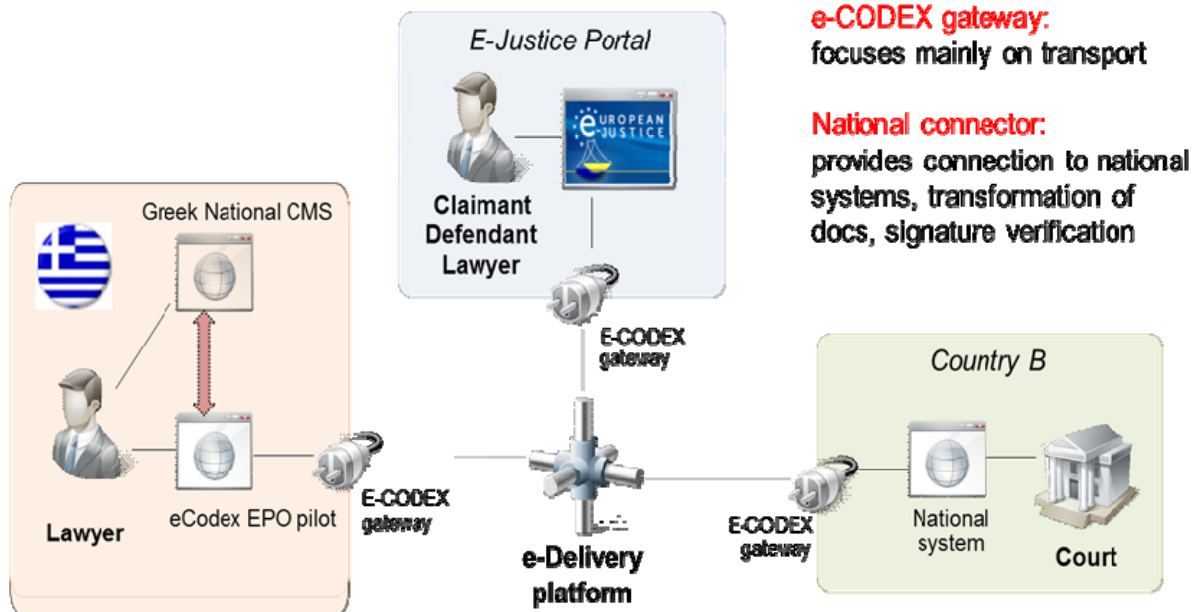 E-Justice Portal
EUROPEAN
e-JUSTICE
Claimant
Defendant
Lawyer
E-CODEX
gateway
e-CODEX gateway:
focuses mainly on transport
National connector:
provides connection to national
systems, transformation of
docs, signature verification
Greek National CMS
Lawyer
eCodex EPO pilot
E-CODEX
gateway
e-Delivery
platform
E-CODEX
gateway
Country B
National
system
Court